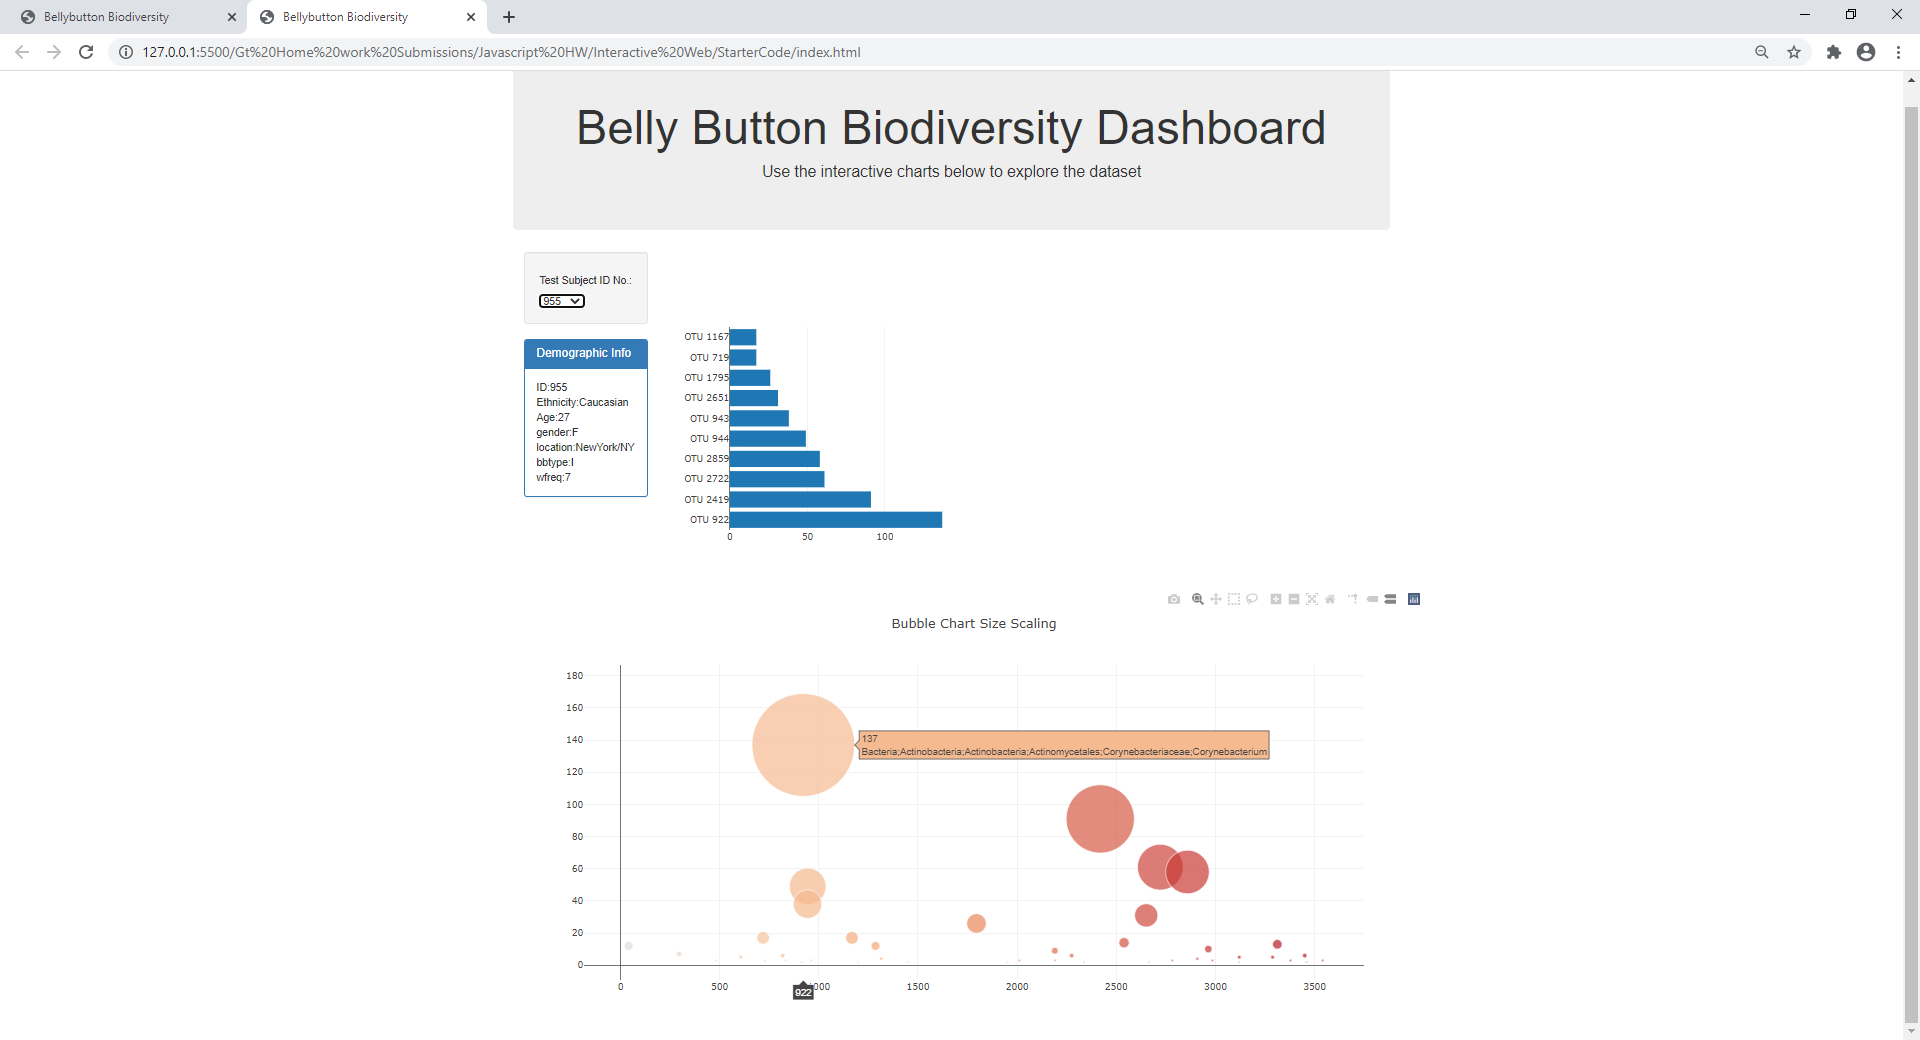 Bellybutton Biodiversity
Bellybutton Biodiversity
127.0.0.1:5500/Gt%20Home%20work%20Submissions/Javascript%20HW/Interactive%20Web/StarterCode/index.html
Belly Button Biodiversity Dashboard
Use the interactive charts below to explore the dataset
Test Subject ID No.:
955
Demographic Info
ID:955
Ethnicity:Caucasian
Age:27
gender:F
location:NewYork/NY
bbtype:I
wfreq:7
OTU 1167
OTU 719
OTU 1795
OTU 2651
OTU 943
OTU 944
OTU 2859
OTU 2722
OTU 2419
OTU 922
0 50 100
Bubble Chart Size Scaling
180
160
140
120
100
80
60
40
20
0
137
Bacteria;Actinobacteria;Actinobacteria;Actinomycetales;Corynebacteriaceae;Corynebacterium
0 500 000 1500 2000 2500 3000 3500
922